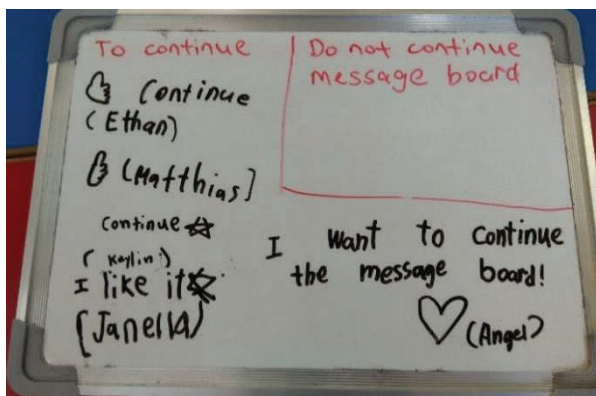 To continue
Continue
(Ethan)
(Matthias)
Continue
(Kaylin)
I like it
(Janella)
Do not continue
message board
I want to continue
the message board!
(Angel)